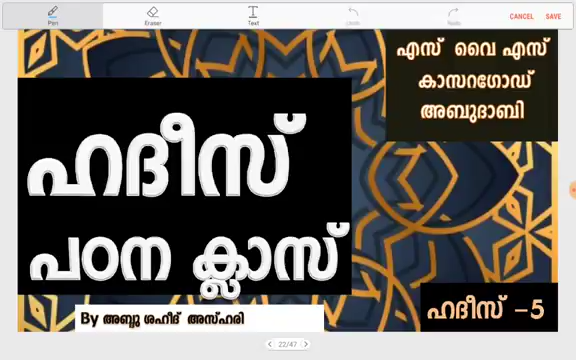 Pen
Eraser
Text
Undo
Redo
CANCEL
SAVE
എസ് വൈ എസ്
കാസറഗോഡ്
അബുദാബി
ഹദീസ്
പഠന ക്ലാസ്
By അബ്ദു ശഹീദ് അസ്ഹരി
ഹദീസ് -5
22/47